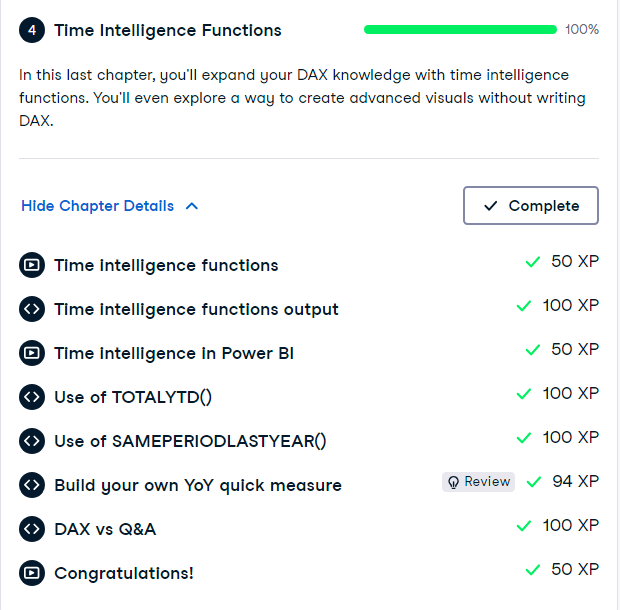 4 Time Intelligence Functions 100%
In this last chapter, you'll expand your DAX knowledge with time intelligence
functions. You'll even explore a way to create advanced visuals without writing
DAX.
Hide Chapter Details Complete
Time intelligence functions 50 XP
Time intelligence functions output 100 XP
Time intelligence in Power BI 50 XP
Use of TOTALYTD() 100 XP
Use of SAMEPERIODLASTYEAR() 100 XP
Build your own YoY quick measure Review 94 XP
DAX vs Q&A 100 XP
Congratulations! 50 XP